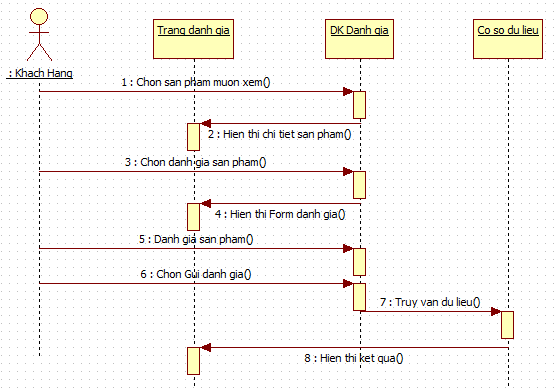 Trang danh gia
DK Danh gia
Co so du lieu
: Khach Hang
1 : Chon san pham muon xem()
2 : Hien thi chi tiet san pham()
3 : Chon danh gia san pham()
4 : Hien thi Form danh gia()
5 : Danh gia san pham()
6 : Chon Gui danh gia()
7 : Truy van du lieu()
8 : Hien thi ket qua()